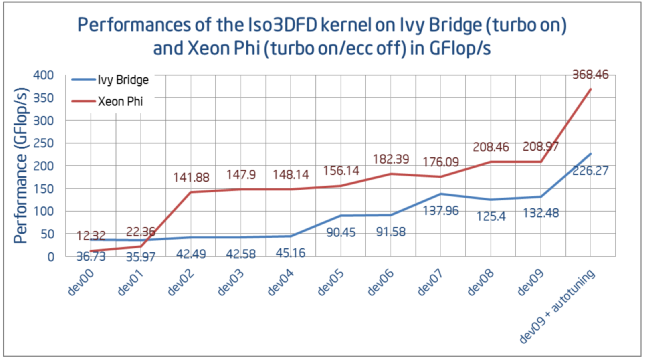 Performances of the Iso3DFD kernel on Ivy Bridge (turbo on)
and Xeon Phi (turbo on/ecc off) in GFlop/s
Performance (GFlop/s)
400
350
300
250
200
150
100
50
0
Ivy Bridge
Xeon Phi
12.32
22.36
141.88
147.9
148.14
156.14
182.39
176.09
208.46
208.97
368.46
36.73
35.97
42.49
42.58
45.16
90.45
91.58
137.96
125.4
132.48
226.27
dev00
dev01
dev02
dev03
dev04
dev05
dev06
dev07
dev08
dev09
dev09 + autotuning